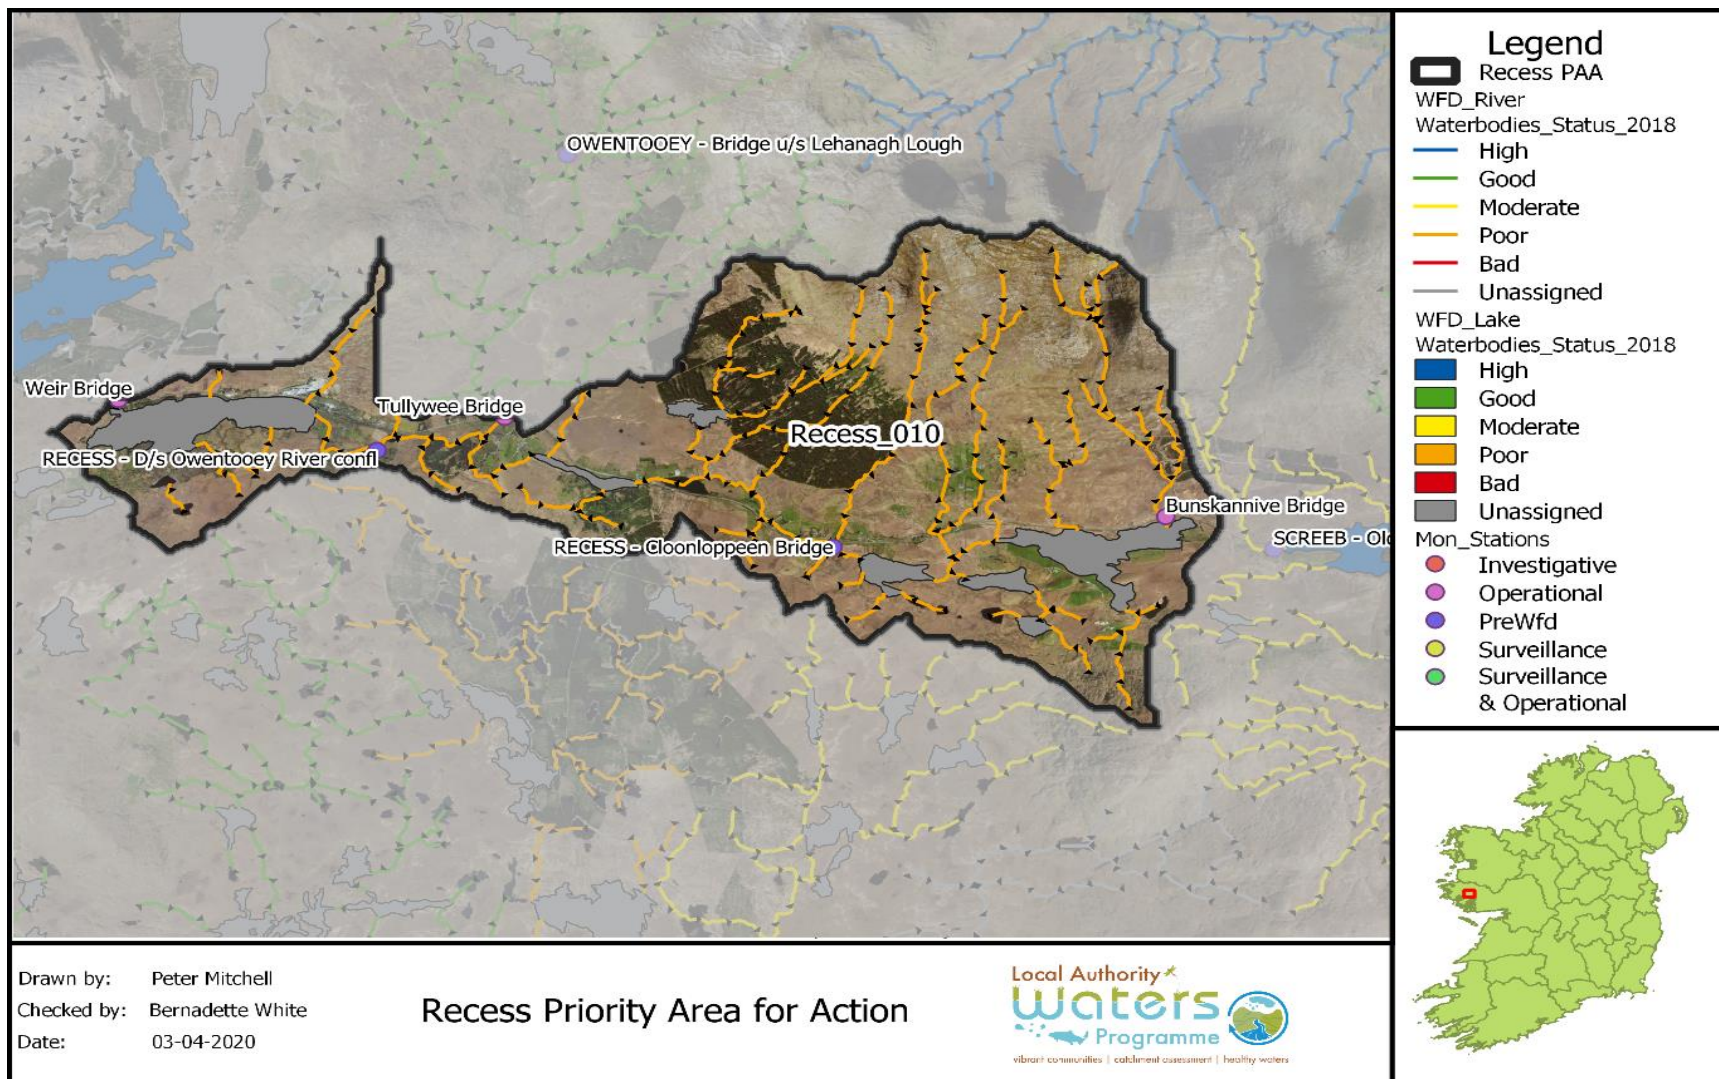 OWENTOOEY - Bridge u/s Lehanagh Lough
Weir Bridge
Tullywee Bridge
Recess_010
RECESS - D/s Owentooey River confl
Bunskannive Bridge
RECESS - Cloonloppeen Bridge
SCREEB - Old
Legend
Recess PAA
WFD_River
Waterbodies_Status_2018
High
Good
Moderate
Poor
Bad
Unassigned
WFD_Lake
Waterbodies_Status_2018
High
Good
Moderate
Poor
Bad
Unassigned
Mon_Stations
Investigative
Operational
PreWfd
Surveillance
Surveillance
& Operational
Drawn by: Peter Mitchell
Checked by: Bernadette White
Date: 03-04-2020
Recess Priority Area for Action
Local Authority
Waters
Programme
vibrant communities | catchment assessment | healthy waters